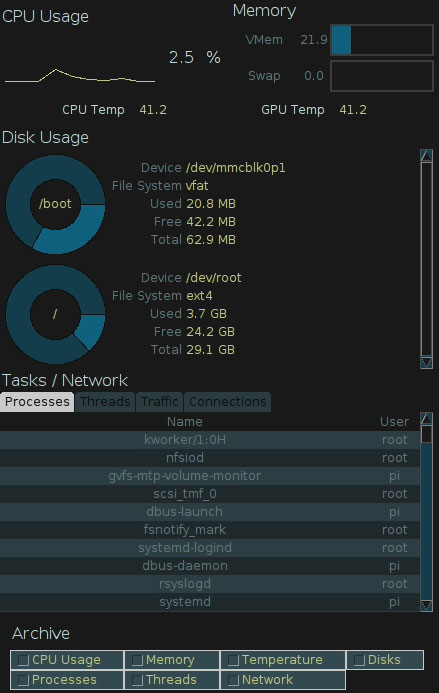 CPU Usage
Memory
2.5 %
VMem 21.9
Swap 0.0
CPU Temp 41.2
GPU Temp 41.2
Disk Usage
/boot
Device /dev/mmcblk0p1
File System vfat
Used 20.8 MB
Free 42.2 MB
Total 62.9 MB
/
Device /dev/root
File System ext4
Used 3.7 GB
Free 24.2 GB
Total 29.1 GB
Tasks / Network
Processes Threads Traffic Connections
Name User
kworker/1:0H root
nfsiod root
gvfs-mtp-volume-monitor pi
scsi_tmf_0 root
dbus-launch pi
fsnotify_mark root
systemd-logind root
dbus-daemon pi
rsyslogd root
systemd pi
Archive
CPU Usage Memory Temperature Disks
Processes Threads Network